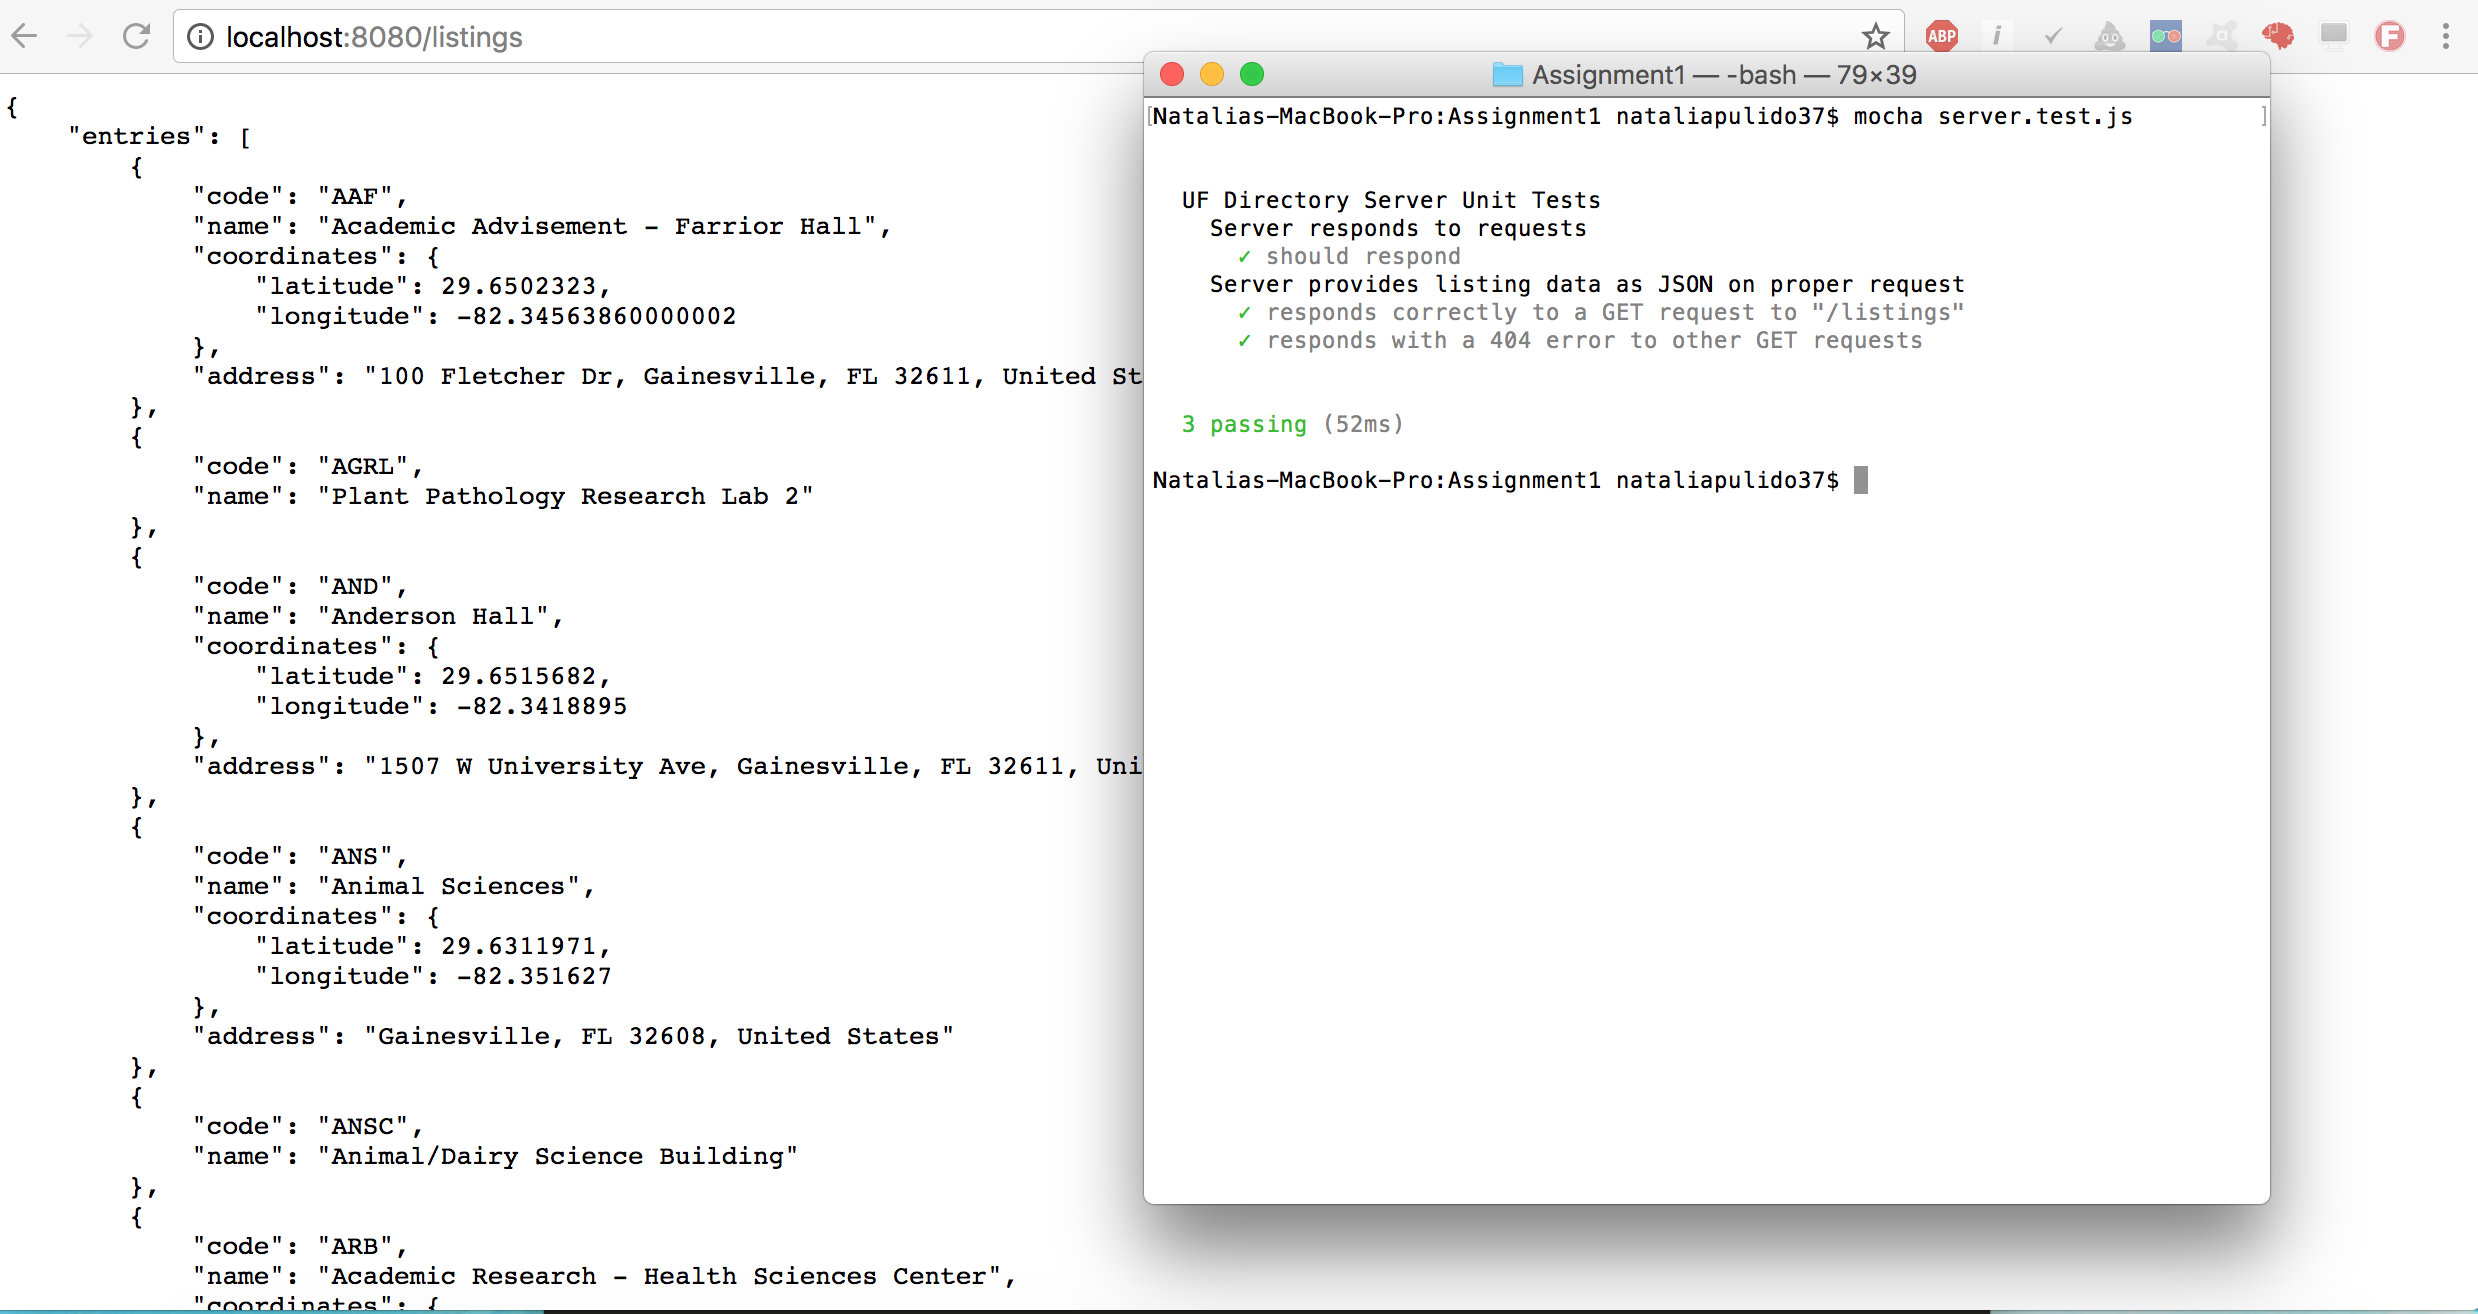 localhost:8080/listings
ABP
i
a
F
{
"entries": [
{
"code": "AAF",
"name": "Academic Advisement - Farrior Hall",
"coordinates": {
"latitude": 29.6502323,
"longitude": -82.34563860000002
},
"address": "100 Fletcher Dr, Gainesville, FL 32611, United St
},
{
"code": "AGRL",
"name": "Plant Pathology Research Lab 2"
},
{
"code": "AND",
"name": "Anderson Hall",
"coordinates": {
"latitude": 29.6515682,
"longitude": -82.3418895
},
"address": "1507 W University Ave, Gainesville, FL 32611, Uni
},
{
"code": "ANS",
"name": "Animal Sciences",
"coordinates": {
"latitude": 29.6311971,
"longitude": -82.351627
},
"address": "Gainesville, FL 32608, United States"
},
{
"code": "ANSC",
"name": "Animal/Dairy Science Building"
},
{
"code": "ARB",
"name": "Academic Research - Health Sciences Center",
"coordinates": {
Assignment1 — -bash — 79×39
[Natalias-MacBook-Pro:Assignment1 nataliapulido37$ mocha server.test.js ]
UF Directory Server Unit Tests
Server responds to requests
✓ should respond
Server provides listing data as JSON on proper request
✓ responds correctly to a GET request to "/listings"
✓ responds with a 404 error to other GET requests
3 passing (52ms)
Natalias-MacBook-Pro:Assignment1 nataliapulido37$